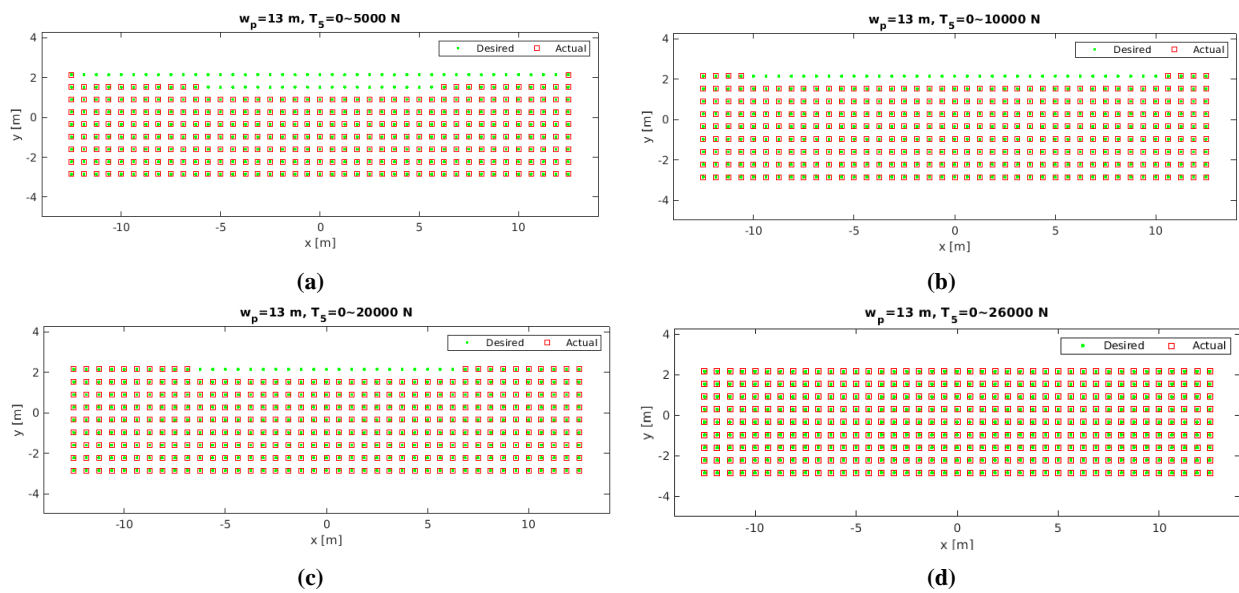 w_p=13 m, T_5=0~5000 N
Desired Actual
4
2
0
-2
-4
y [m]
-10 -5 0 5 10
x [m]
(a)
w_p=13 m, T_5=0~10000 N
Desired Actual
4
2
0
-2
-4
y [m]
-10 -5 0 5 10
x [m]
(b)
w_p=13 m, T_5=0~20000 N
Desired Actual
4
2
0
-2
-4
y [m]
-10 -5 0 5 10
x [m]
(c)
w_p=13 m, T_5=0~26000 N
Desired Actual
4
2
0
-2
-4
y [m]
-10 -5 0 5 10
x [m]
(d)